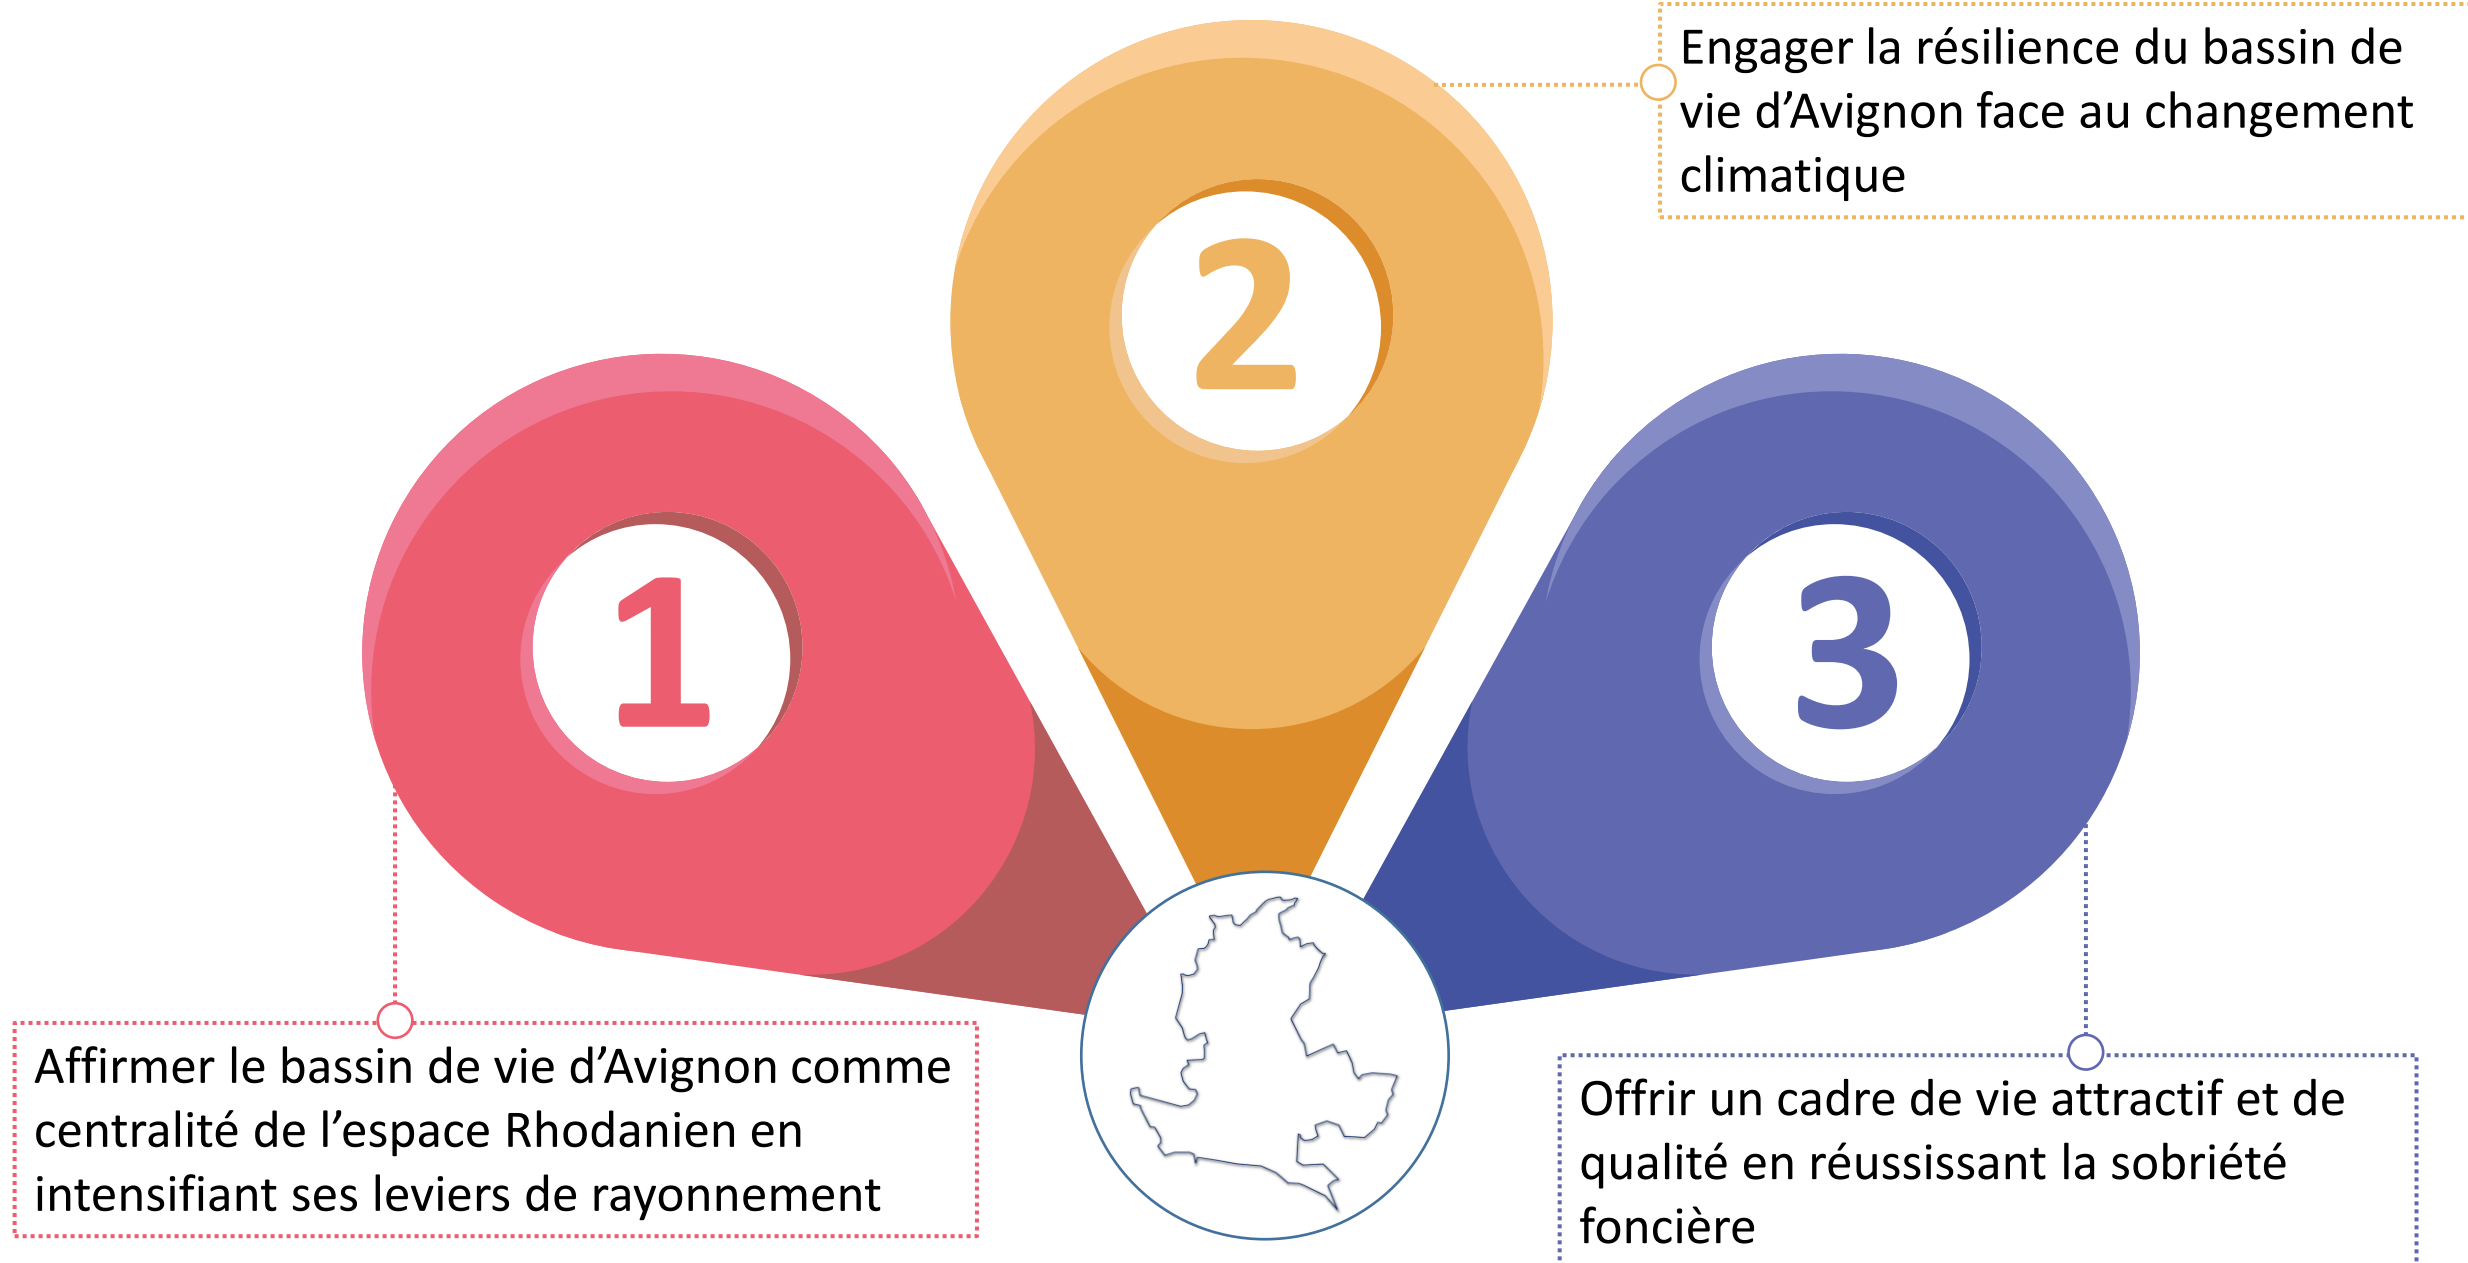 1
Affirmer le bassin de vie d’Avignon comme
centralité de l’espace Rhodanien en
intensifiant ses leviers de rayonnement
2
Engager la résilience du bassin de
vie d’Avignon face au changement
climatique
3
Offrir un cadre de vie attractif et de
qualité en réussissant la sobriété
foncière